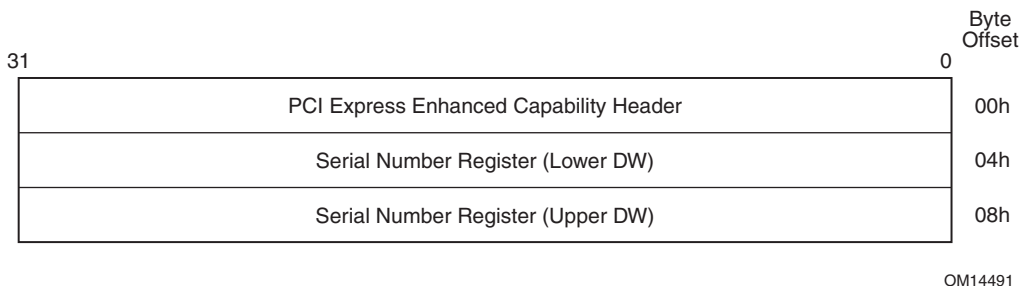 Byte
Offset
31 0
PCI Express Enhanced Capability Header 00h
Serial Number Register (Lower DW) 04h
Serial Number Register (Upper DW) 08h
OM14491